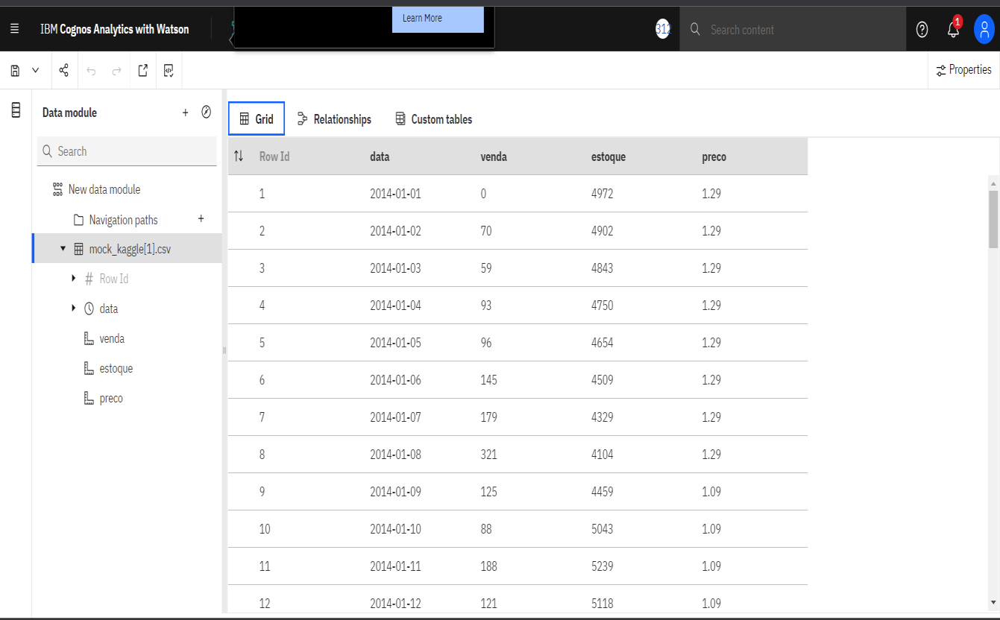 Learn More
IBM Cognos Analytics with Watson
312
Search content
1
Properties
Data module
Search
New data module
Navigation paths
mock_kaggle[1].csv
Row Id
data
venda
estoque
preco
Grid Relationships Custom tables
Row Id data venda estoque preco
1 2014-01-01 0 4972 1.29
2 2014-01-02 70 4902 1.29
3 2014-01-03 59 4843 1.29
4 2014-01-04 93 4750 1.29
5 2014-01-05 96 4654 1.29
6 2014-01-06 145 4509 1.29
7 2014-01-07 179 4329 1.29
8 2014-01-08 321 4104 1.29
9 2014-01-09 125 4459 1.09
10 2014-01-10 88 5043 1.09
11 2014-01-11 188 5239 1.09
12 2014-01-12 121 5118 1.09